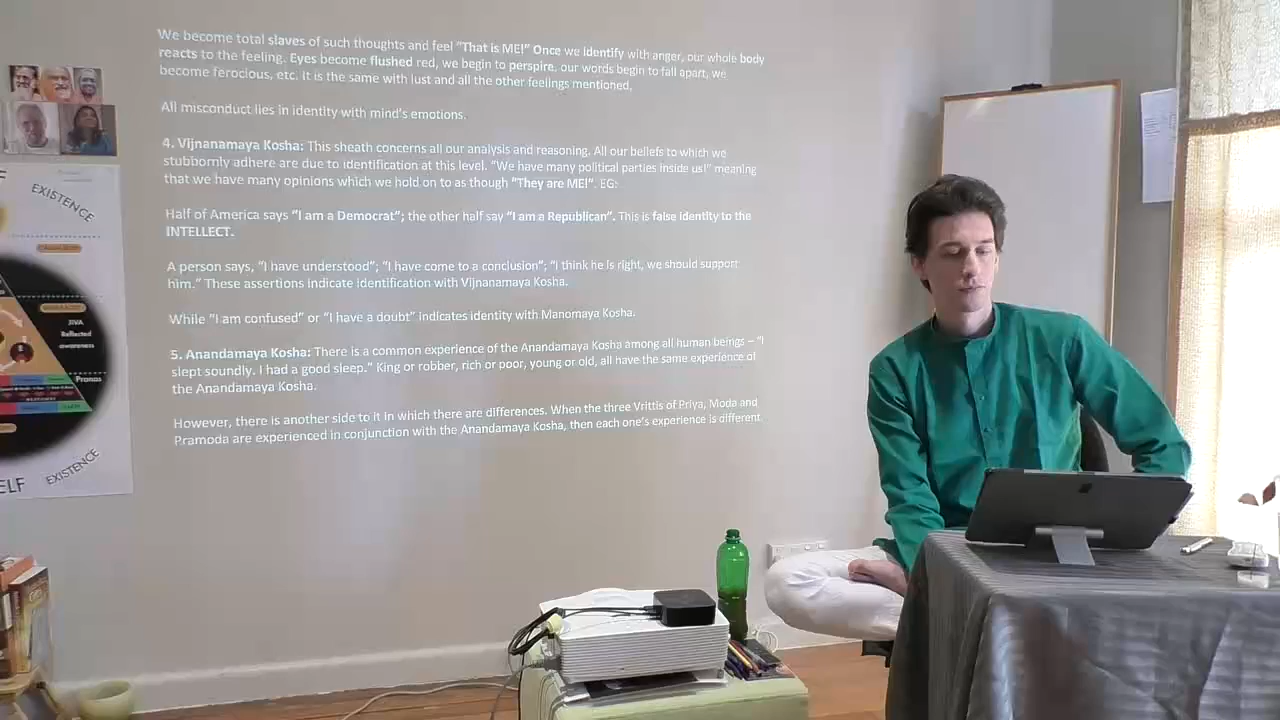 We become total slaves of such thoughts and feel "That is ME!" Once we identify with anger, our whole body
reacts to the feeling. Eyes become flushed red, we begin to perspire, our words begin to fall apart, we
become ferocious, etc. It is the same with lust and all the other feelings mentioned.
All misconduct lies in identity with mind's emotions.
4. Vijnanamaya Kosha: This sheath concerns all our analysis and reasoning. All our beliefs to which we
stubbornly adhere are due to identification at this level. "We have many political parties inside us!" meaning
that we have many opinions which we hold on to as though "They are ME!". EG:
Half of America says "I am a Democrat"; the other half say "I am a Republican". This is false identity to the
INTELLECT.
A person says, "I have understood"; "I have come to a conclusion"; "I think he is right, we should support
him." These assertions indicate identification with Vijnanamaya Kosha.
While "I am confused" or "I have a doubt" indicates identity with Manomaya Kosha.
5. Anandamaya Kosha: There is a common experience of the Anandamaya Kosha among all human beings – "I
slept soundly. I had a good sleep." King or robber, rich or poor, young or old, all have the same experience of
the Anandamaya Kosha.
However, there is another side to it in which there are differences. When the three Vrittis of Priya, Moda and
Pramoda are experienced in conjunction with the Anandamaya Kosha, then each one's experience is different.
EXISTENCE
JIVA
Reflected
awareness
Pranas
EXISTENCE
ELF